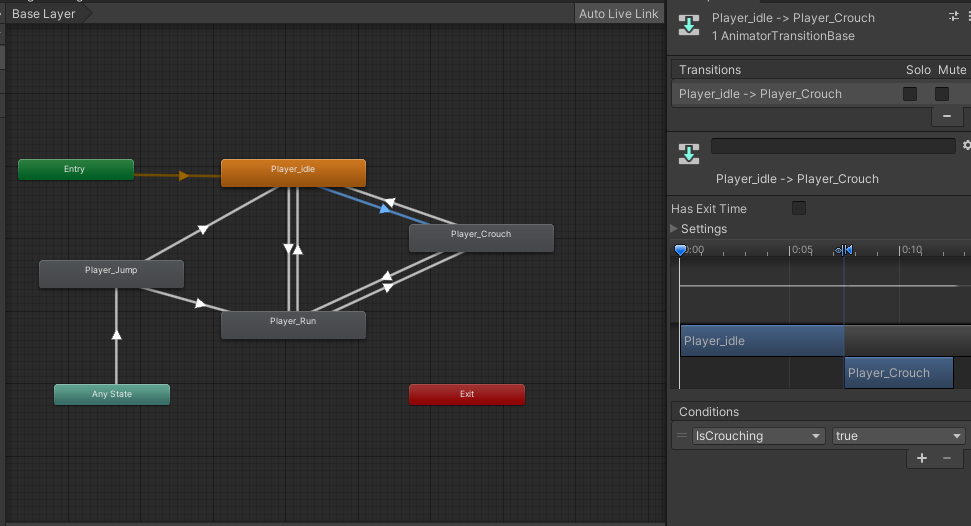 Base Layer
Auto Live Link
Entry
Player_idle
Player_Crouch
Player_Jump
Player_Run
Any State
Exit
Player_idle -> Player_Crouch
1 AnimatorTransitionBase
Transitions Solo Mute
Player_idle -> Player_Crouch
Player_idle -> Player_Crouch
Has Exit Time
Settings
0:00 0:05 0:10
Player_idle
Player_Crouch
Conditions
IsCrouching true